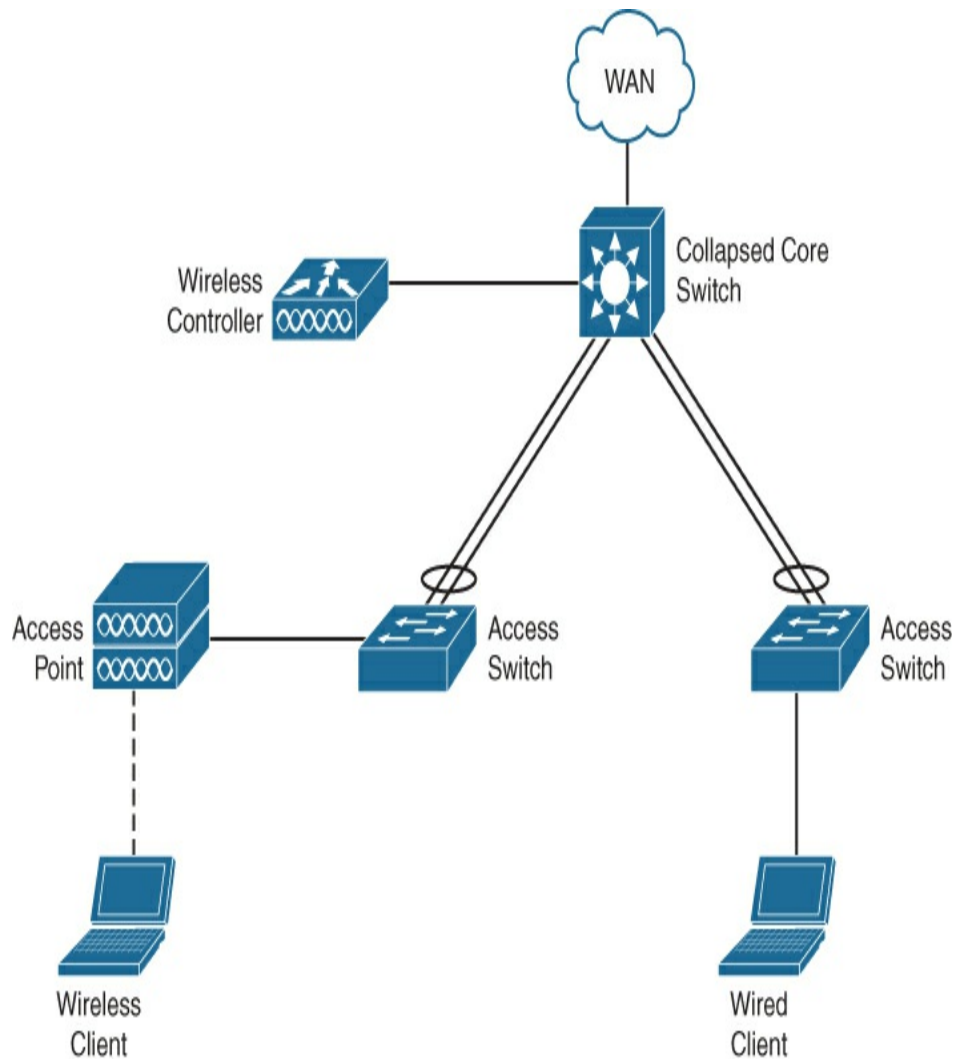 WAN
Collapsed Core
Switch
Wireless
Controller
Access
Point
Access
Switch
Access
Switch
Wireless
Client
Wired
Client